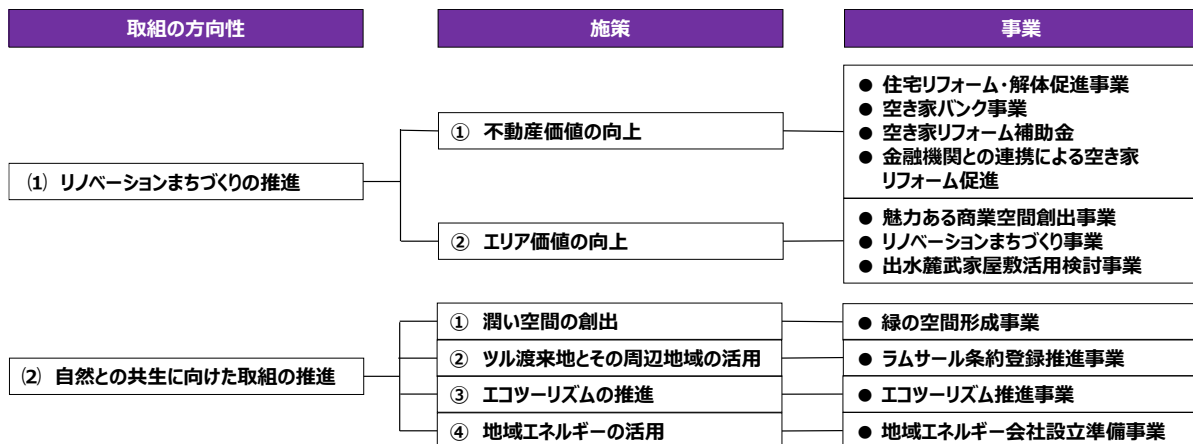 取組の方向性
施策
事業
⑴ リノベーションまちづくりの推進
① 不動産価値の向上
● 住宅リフォーム・解体促進事業
● 空き家バンク事業
● 空き家リフォーム補助金
● 金融機関との連携による空き家
リフォーム促進
② エリア価値の向上
● 魅力ある商業空間創出事業
● リノベーションまちづくり事業
● 出水麓武家屋敷活用検討事業
⑵ 自然との共生に向けた取組の推進
① 潤い空間の創出
● 緑の空間形成事業
② ツル渡来地とその周辺地域の活用
● ラムサール条約登録推進事業
③ エコツーリズムの推進
● エコツーリズム推進事業
④ 地域エネルギーの活用
● 地域エネルギー会社設立準備事業